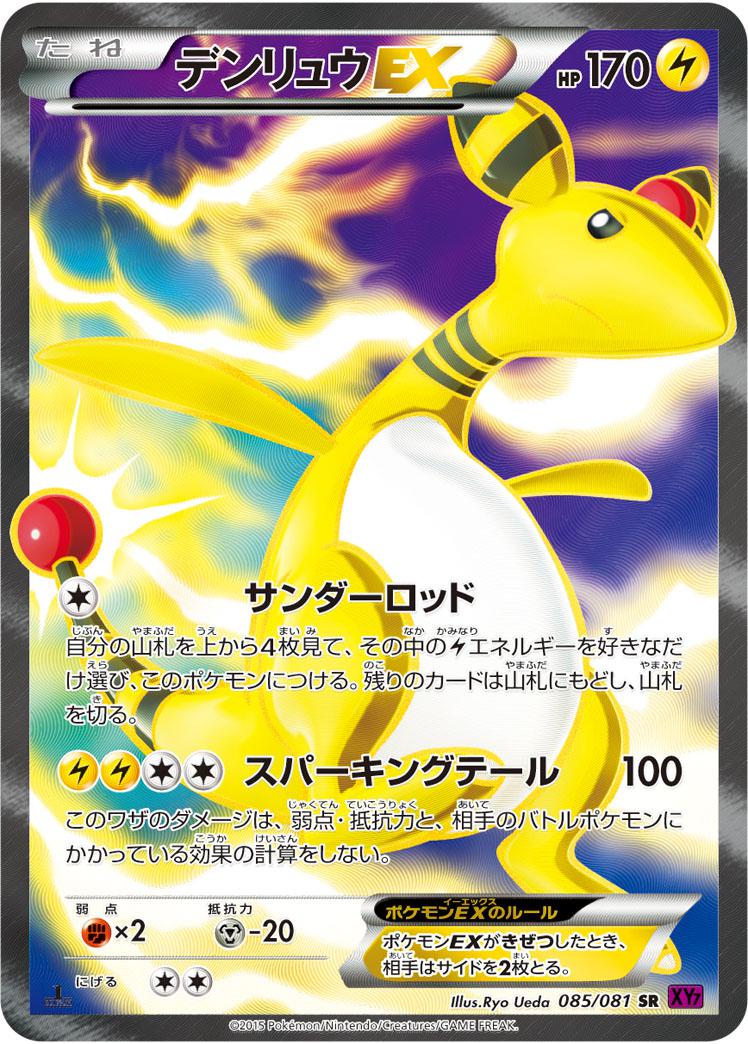 たね デンリュウEX HP170
サンダーロッド
自分の山札を上から4枚見て、その中のエネルギーを好きなだ
け選び、このポケモンにつける。残りのカードは山札にもどし、山札
を切る。
スパーキングテール 100
このワザのダメージは、弱点・抵抗力と、相手のバトルポケモンに
かかっている効果の計算をしない。
弱点 抵抗力
×2 -20
にげる
ポケモンEXのルール
ポケモンEXがきぜつしたとき、
相手はサイドを2枚とる。
Illus.Ryo Ueda 085/081 SR XY7
©2015 Pokémon/Nintendo/Creatures/GAME FREAK.